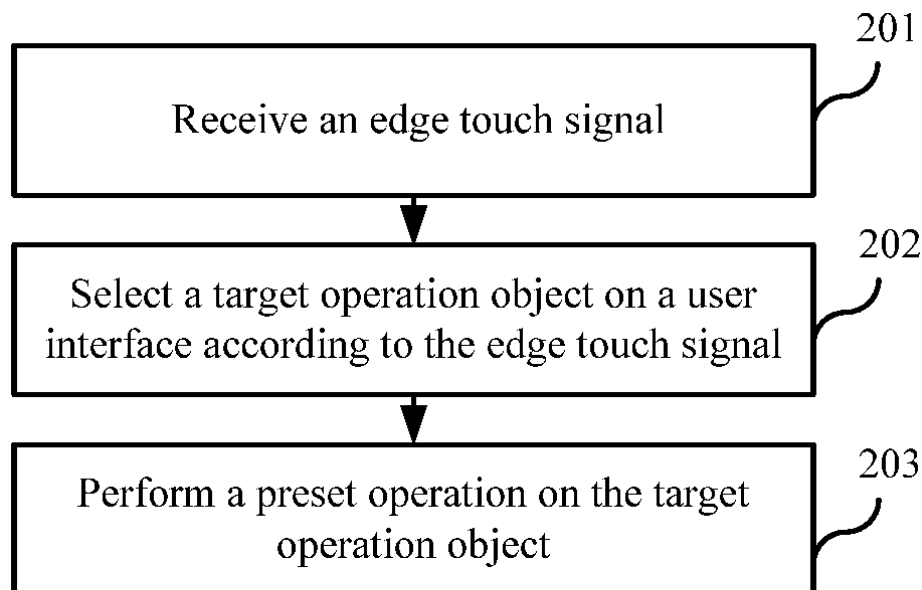 201
Receive an edge touch signal
202
Select a target operation object on a user
interface according to the edge touch signal
203
Perform a preset operation on the target
operation object